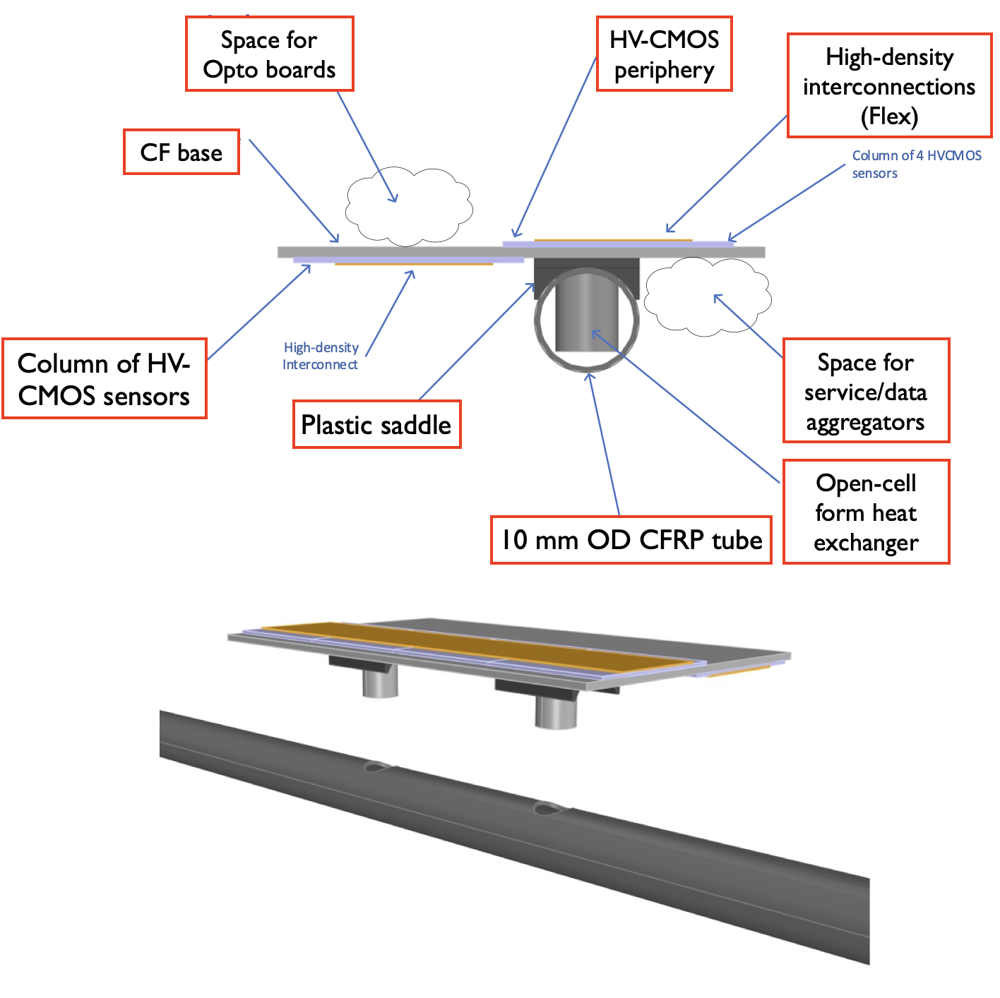 Space for
Opto boards
HV-CMOS
periphery
High-density
interconnections
(Flex)
CF base
Column of 4 HVCMOS
sensors
Column of HV-
CMOS sensors
High-density
Interconnect
Plastic saddle
Space for
service/data
aggregators
Open-cell
form heat
exchanger
10 mm OD CFRP tube